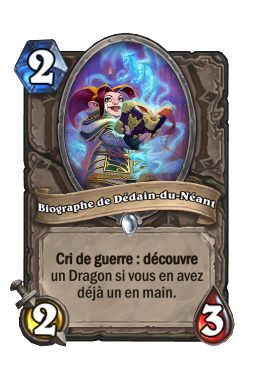 2
Biographe de Dédain-du-Néant
Cri de guerre : découvre
un Dragon si vous en avez
déjà un en main.
2
3